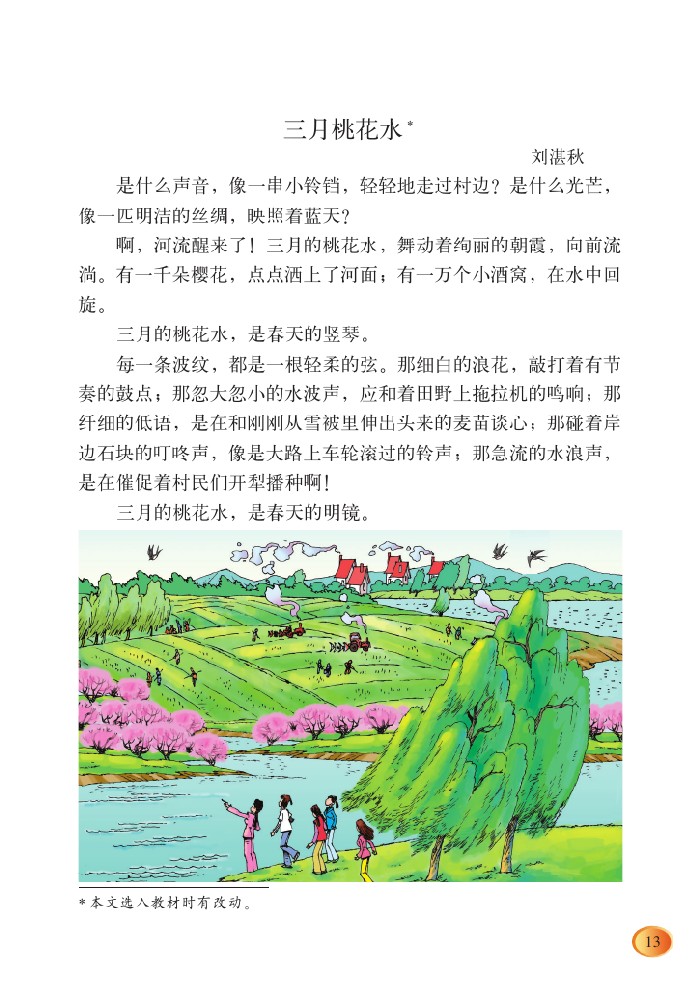 三月桃花水*
刘湛秋
是什么声音，像一串小铃铛，轻轻地走过村边？是什么光芒，
像一匹明洁的丝绸，映照着蓝天？
啊，河流醒来了！三月的桃花水，舞动着绚丽的朝霞，向前流
淌。有一千朵樱花，点点洒上了河面；有一万个小酒窝，在水中回
旋。
三月的桃花水，是春天的竖琴。
每一条波纹，都是一根轻柔的弦。那细白的浪花，敲打着有节
奏的鼓点；那忽大忽小的水波声，应和着田野上拖拉机的鸣响；那
纤细的低语，是在和刚刚从雪被里伸出头来的麦苗谈心；那碰着岸
边石块的叮咚声，像是大路上车轮滚过的铃声；那急流的水浪声，
是在催促着村民们开犁播种啊！
三月的桃花水，是春天的明镜。
*本文选入教材时有改动。
13